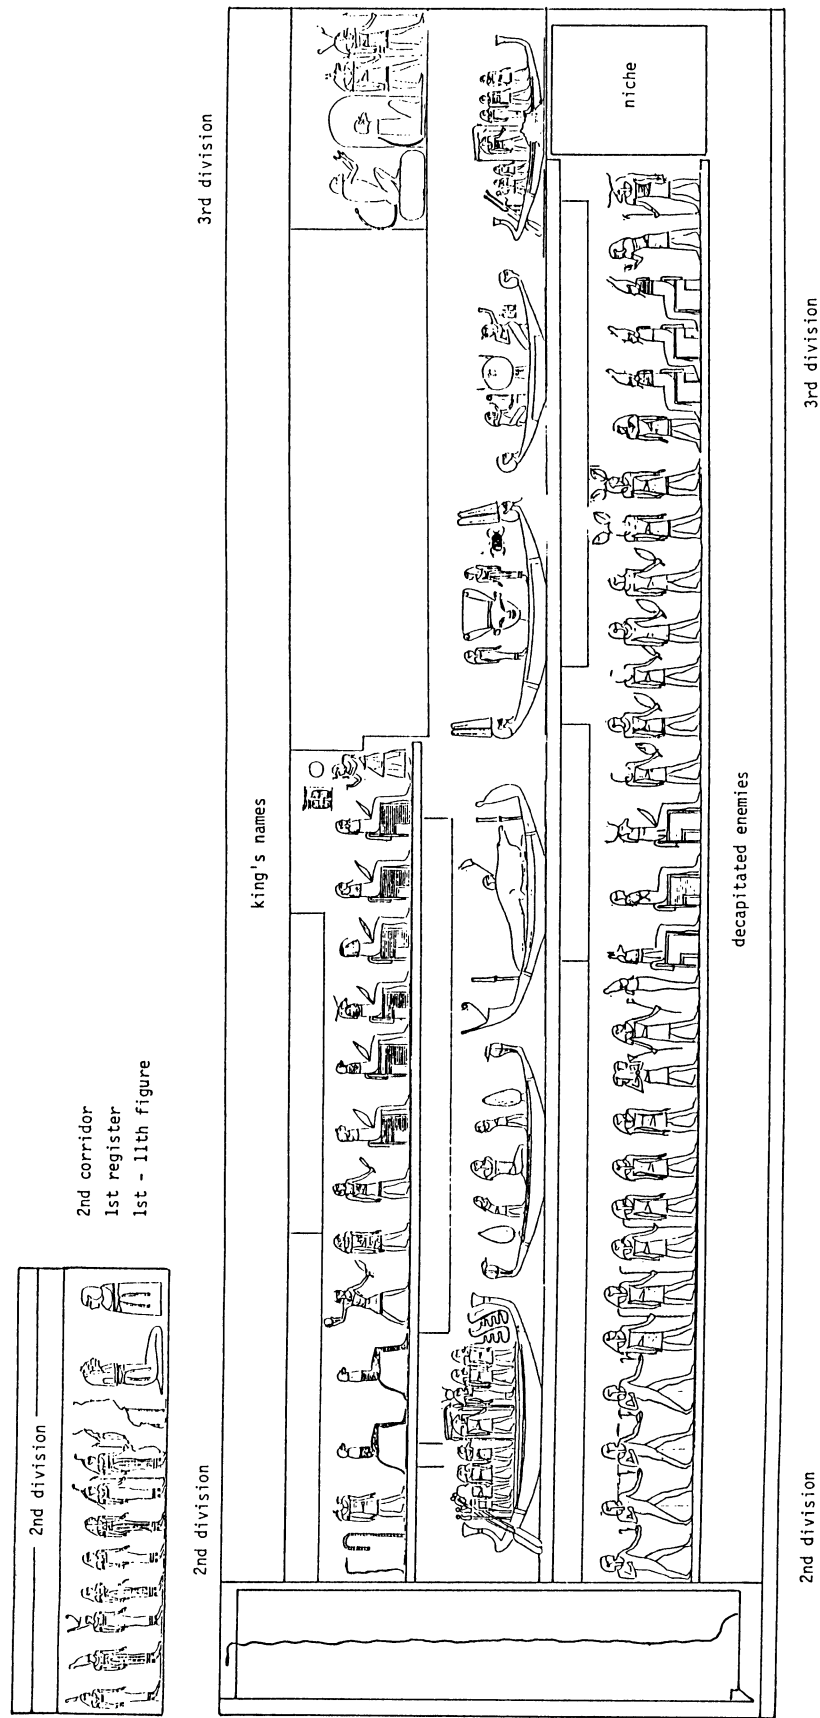 2nd division
2nd corridor
1st register
1st - 11th figure
2nd division
3rd division
king's names
niche
decapitated enemies
2nd division
3rd division